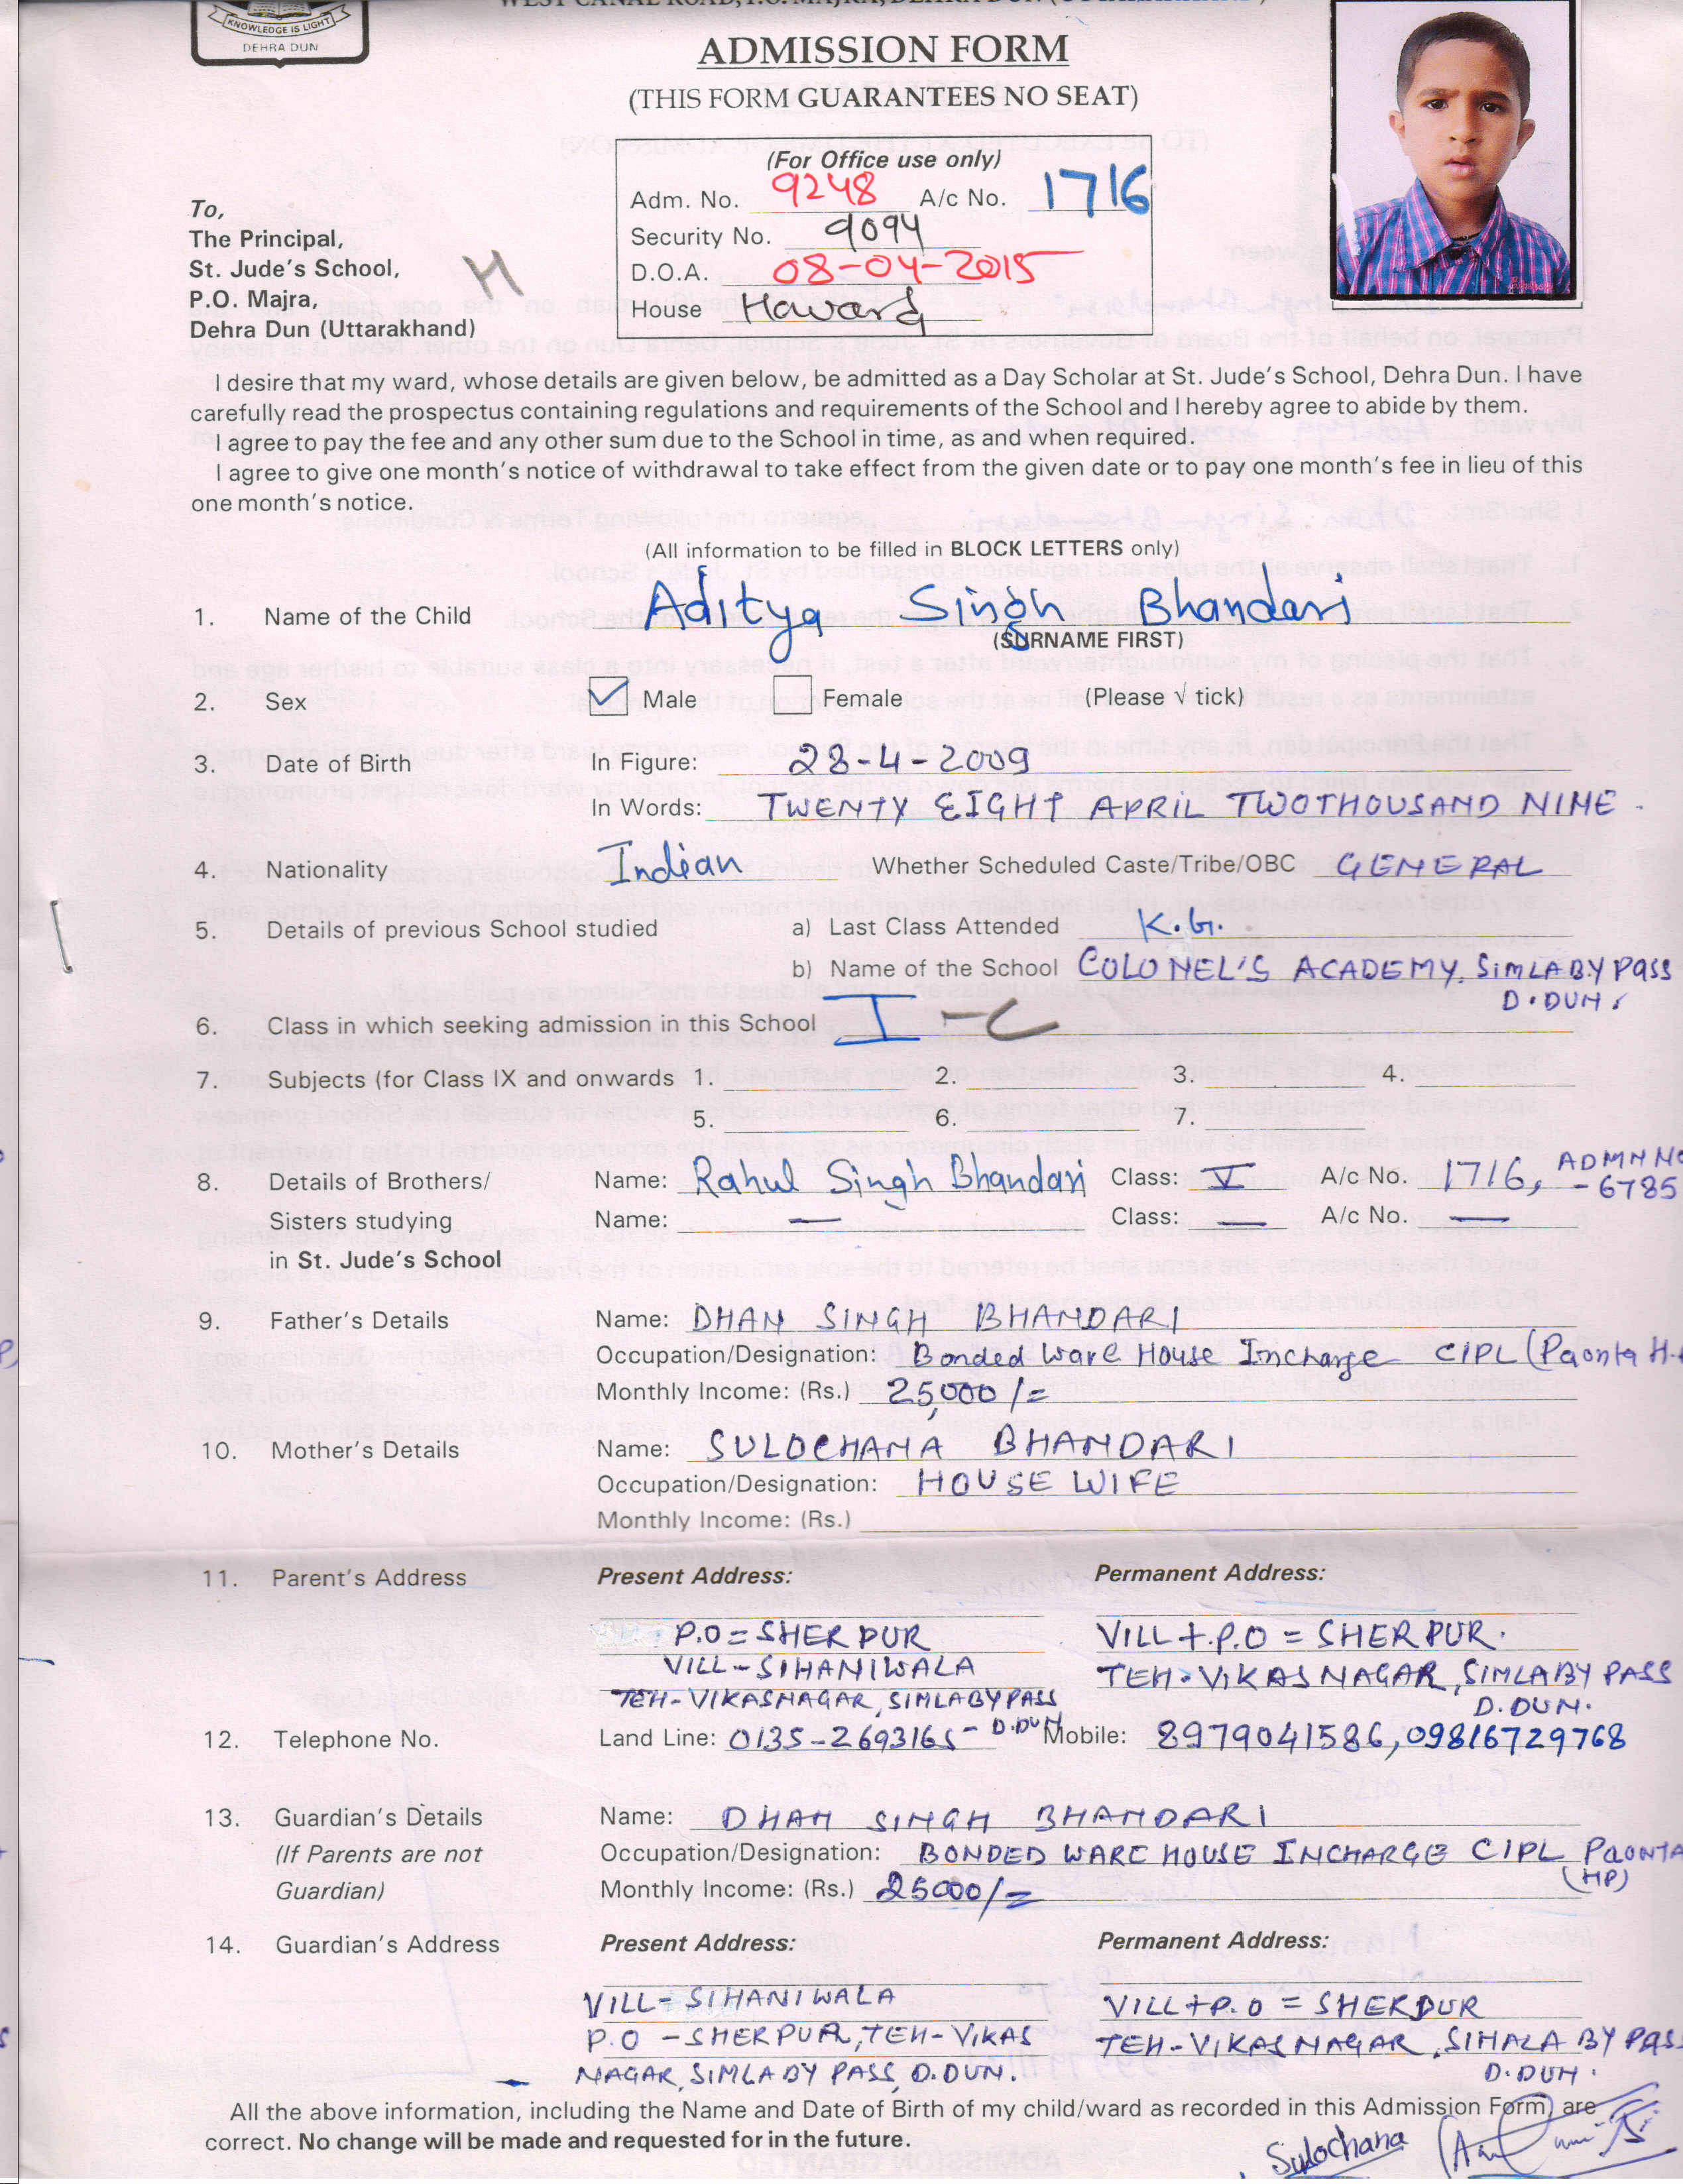 KNOWLEDGE IS LIGHT
DEHRA DUN
WEST CANAL ROAD, P.O. MAJRA, DEHRA DUN (UTTARAKHAND)
ADMISSION FORM
(THIS FORM GUARANTEES NO SEAT)
(For Office use only)
Adm. No. 9248 A/c No. 1716
Security No. 9094
D.O.A. 08-04-2015
House Havard
To,
The Principal,
St. Jude's School,
P.O. Majra,
Dehra Dun (Uttarakhand)
H
I desire that my ward, whose details are given below, be admitted as a Day Scholar at St. Jude's School, Dehra Dun. I have
carefully read the prospectus containing regulations and requirements of the School and I hereby agree to abide by them.
I agree to pay the fee and any other sum due to the School in time, as and when required.
I agree to give one month's notice of withdrawal to take effect from the given date or to pay one month's fee in lieu of this
one month's notice.
(All information to be filled in BLOCK LETTERS only)
1. Name of the Child Aditya Singh Bhandari
(SURNAME FIRST)
2. Sex Male Female (Please √ tick)
3. Date of Birth In Figure: 28-4-2009
In Words: TWENTY EIGHT APRIL TWOTHOUSAND NINE.
4. Nationality Indian Whether Scheduled Caste/Tribe/OBC GENERAL
5. Details of previous School studied a) Last Class Attended K.G.
b) Name of the School COLONEL'S ACADEMY, SIMLA BY PASS
D.DUN.
6. Class in which seeking admission in this School I -C
7. Subjects (for Class IX and onwards 1. 2. 3. 4.
5. 6. 7.
8. Details of Brothers/ Name: Rahul Singh Bhandari Class: V A/c No. 1716, ADMN NO
- 6785
Sisters studying Name: — Class: — A/c No. —
in St. Jude's School
9. Father's Details Name: DHAN SINGH BHANDARI
Occupation/Designation: Bonded Ware House Incharge CIPL (Paonta H.
Monthly Income: (Rs.) 25,000/=
10. Mother's Details Name: SULOCHANA BHANDARI
Occupation/Designation: HOUSE WIFE
Monthly Income: (Rs.)
11. Parent's Address Present Address: Permanent Address:
P.O = SHERPUR VILL + P.O = SHERPUR.
VILL - SIHANIWALA TEH - VIKASNAGAR, SIMLA BY PASS
TEH - VIKASNAGAR, SIMLA BY PASS D.DUN.
D.DUN
12. Telephone No. Land Line: 0135-2693165 - Mobile: 8979041586, 09816729768
13. Guardian's Details Name: DHAN SINGH BHANDARI
(If Parents are not Occupation/Designation: BONDED WARE HOUSE INCHARGE CIPL PAONTA
(HP)
Guardian) Monthly Income: (Rs.) 25000/=
14. Guardian's Address Present Address: Permanent Address:
VILL - SIHANIWALA VILL + P.O = SHERPUR
P.O - SHERPUR, TEH - VIKAS TEH - VIKASNAGAR, SIMALA BY PAS
NAGAR, SIMLA BY PASS, D.DUN. D.DUN.
All the above information, including the Name and Date of Birth of my child/ward as recorded in this Admission Form, are
correct. No change will be made and requested for in the future.
Sulochana